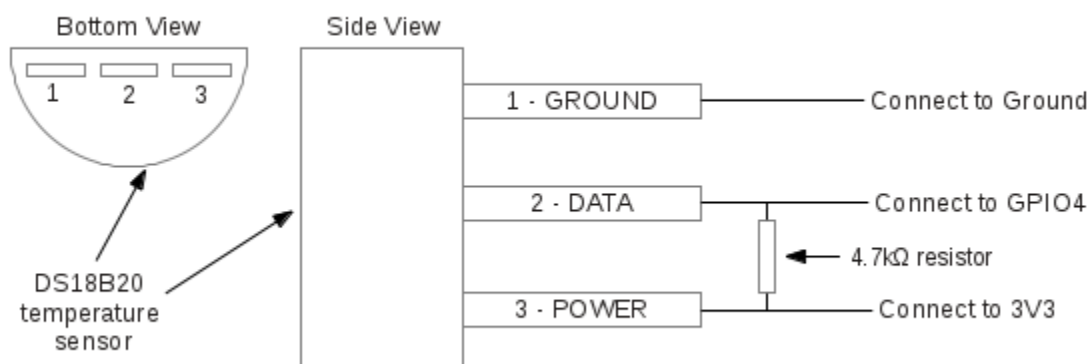 Bottom View
Side View
1 2 3
1 - GROUND
Connect to Ground
2 - DATA
Connect to GPIO4
4.7kΩ resistor
DS18B20
temperature
sensor
3 - POWER
Connect to 3V3